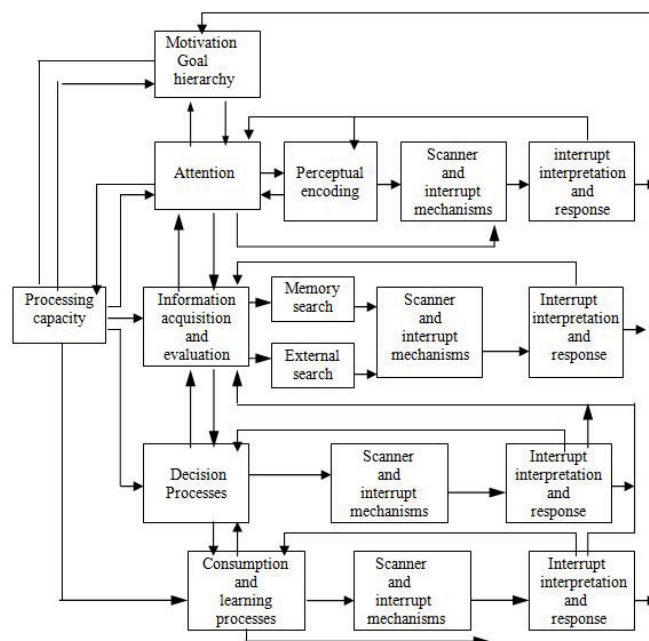 Motivation
Goal
hierarchy
Attention
Perceptual
encoding
Scanner
and
interrupt
mechanisms
interrupt
interpretation
and
response
Processing
capacity
Information
acquisition
and
evaluation
Memory
search
External
search
Scanner
and
interrupt
mechanisms
Interrupt
interpretation
and
response
Decision
Processes
Scanner
and
interrupt
mechanisms
Interrupt
interpretation
and
response
Consumption
and
learning
processes
Scanner
and
interrupt
mechanisms
Interrupt
interpretation
and
response